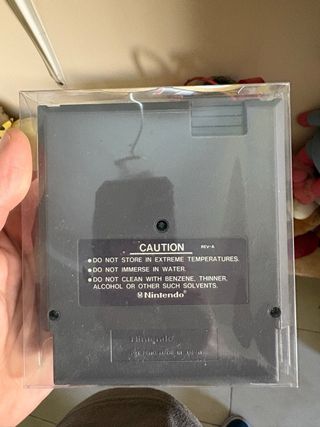 CAUTION REV-A
● DO NOT STORE IN EXTREME TEMPERATURES.
● DO NOT IMMERSE IN WATER.
● DO NOT CLEAN WITH BENZENE, THINNER,
ALCOHOL OR OTHER SUCH SOLVENTS.
Nintendo®
Nintendo